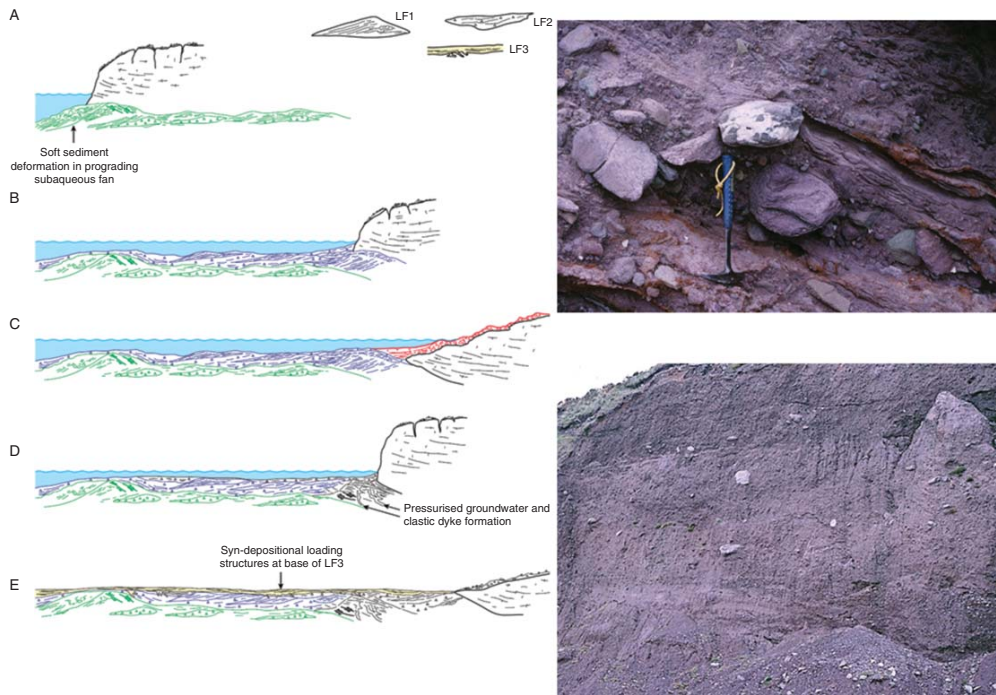 A
LF1
LF2
LF3
Soft sediment
deformation in prograding
subaqueous fan
B
C
D
Pressurised groundwater and
clastic dyke formation
Syn-depositional loading
structures at base of LF3
E